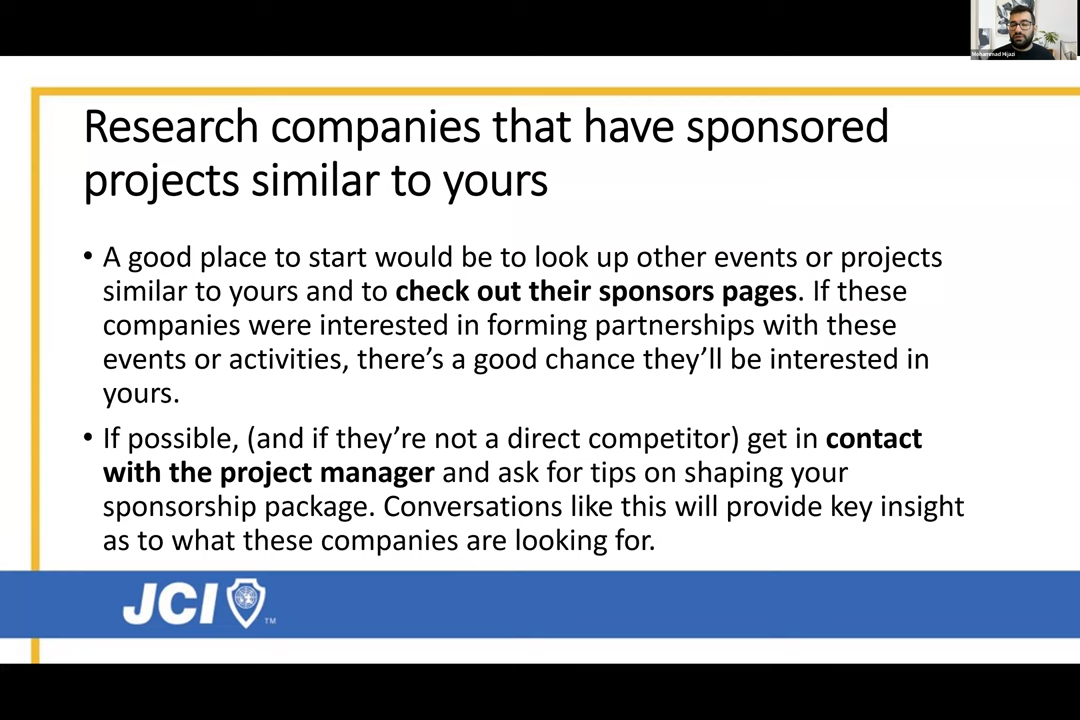 Mohammad Hijazi
Research companies that have sponsored
projects similar to yours
• A good place to start would be to look up other events or projects
similar to yours and to check out their sponsors pages. If these
companies were interested in forming partnerships with these
events or activities, there’s a good chance they’ll be interested in
yours.
• If possible, (and if they’re not a direct competitor) get in contact
with the project manager and ask for tips on shaping your
sponsorship package. Conversations like this will provide key insight
as to what these companies are looking for.
JCI TM